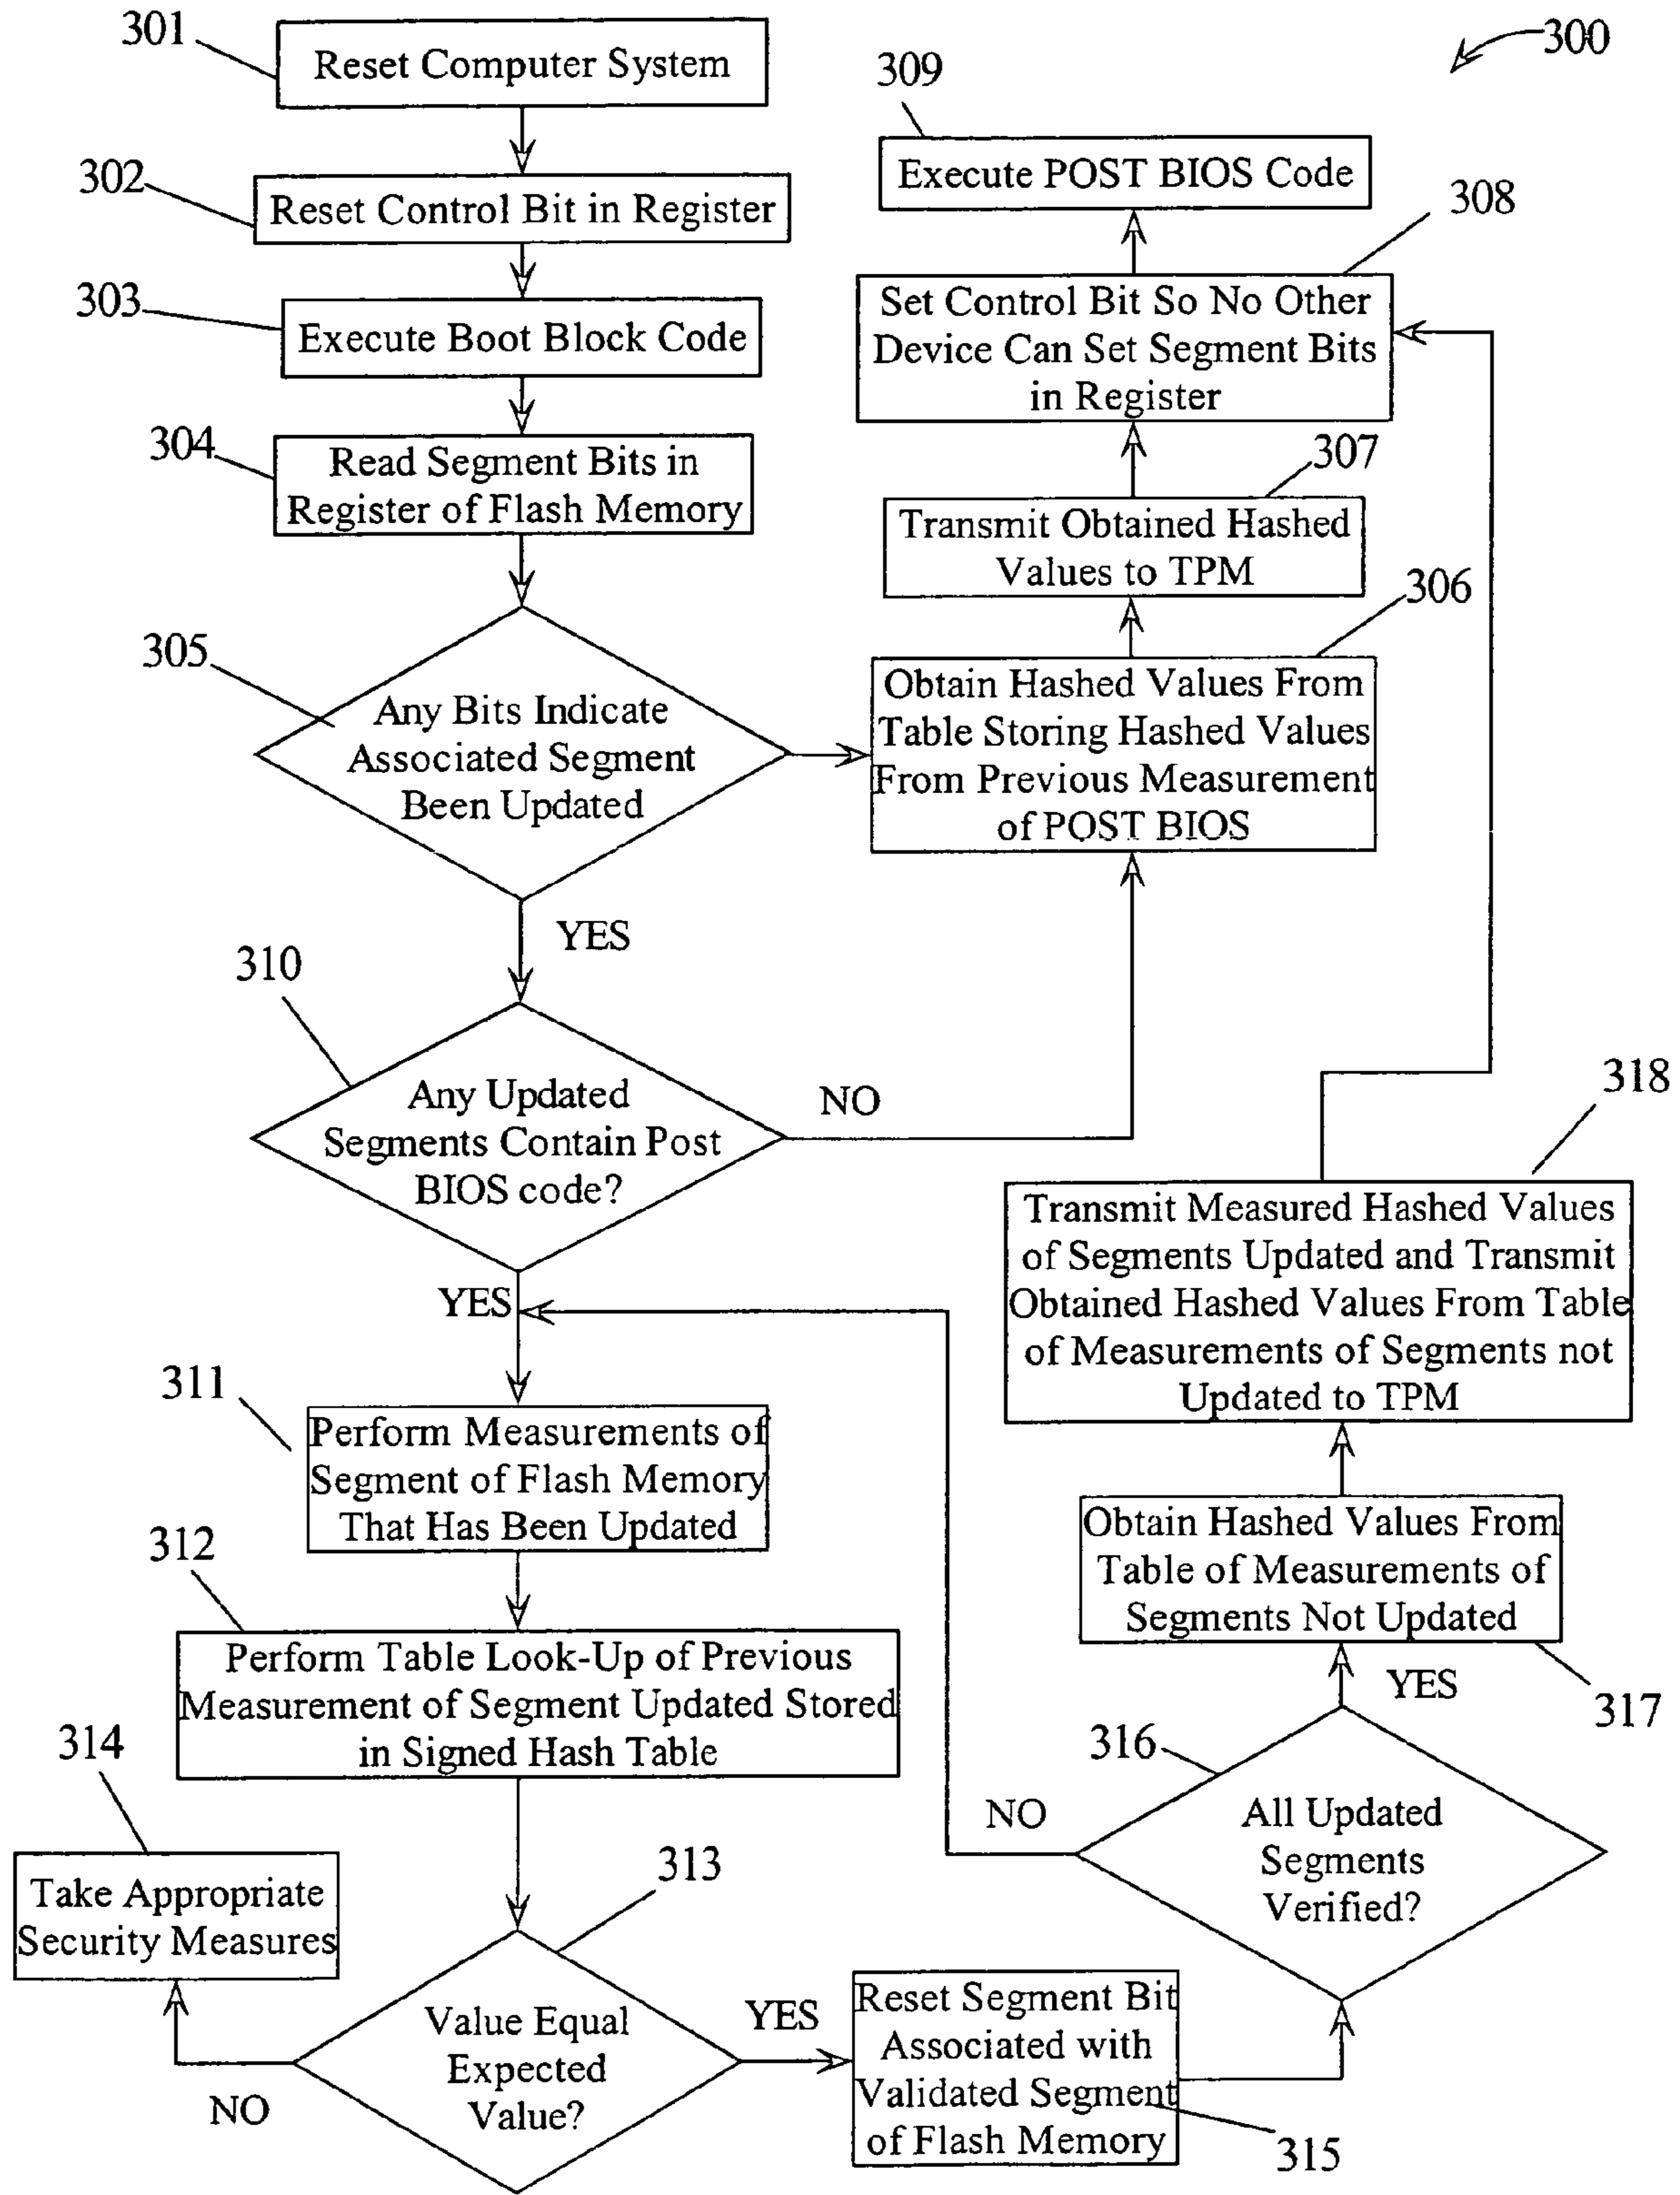 300
301
Reset Computer System
302
Reset Control Bit in Register
303
Execute Boot Block Code
304
Read Segment Bits in
Register of Flash Memory
305
Any Bits Indicate
Associated Segment
Been Updated
YES
309
Execute POST BIOS Code
308
Set Control Bit So No Other
Device Can Set Segment Bits
in Register
307
Transmit Obtained Hashed
Values to TPM
306
Obtain Hashed Values From
Table Storing Hashed Values
From Previous Measurement
of POST BIOS
310
Any Updated
Segments Contain Post
BIOS code?
NO
YES
311
Perform Measurements of
Segment of Flash Memory
That Has Been Updated
312
Perform Table Look-Up of Previous
Measurement of Segment Updated Stored
in Signed Hash Table
313
Value Equal
Expected
Value?
NO
314
Take Appropriate
Security Measures
YES
Reset Segment Bit
Associated with
Validated Segment
of Flash Memory
315
316
All Updated
Segments
Verified?
NO
YES
317
Obtain Hashed Values From
Table of Measurements of
Segments Not Updated
318
Transmit Measured Hashed Values
of Segments Updated and Transmit
Obtained Hashed Values From Table
of Measurements of Segments not
Updated to TPM